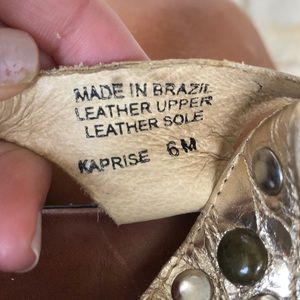 MADE IN BRAZIL
LEATHER UPPER
LEATHER SOLE
KAPRISE 6M